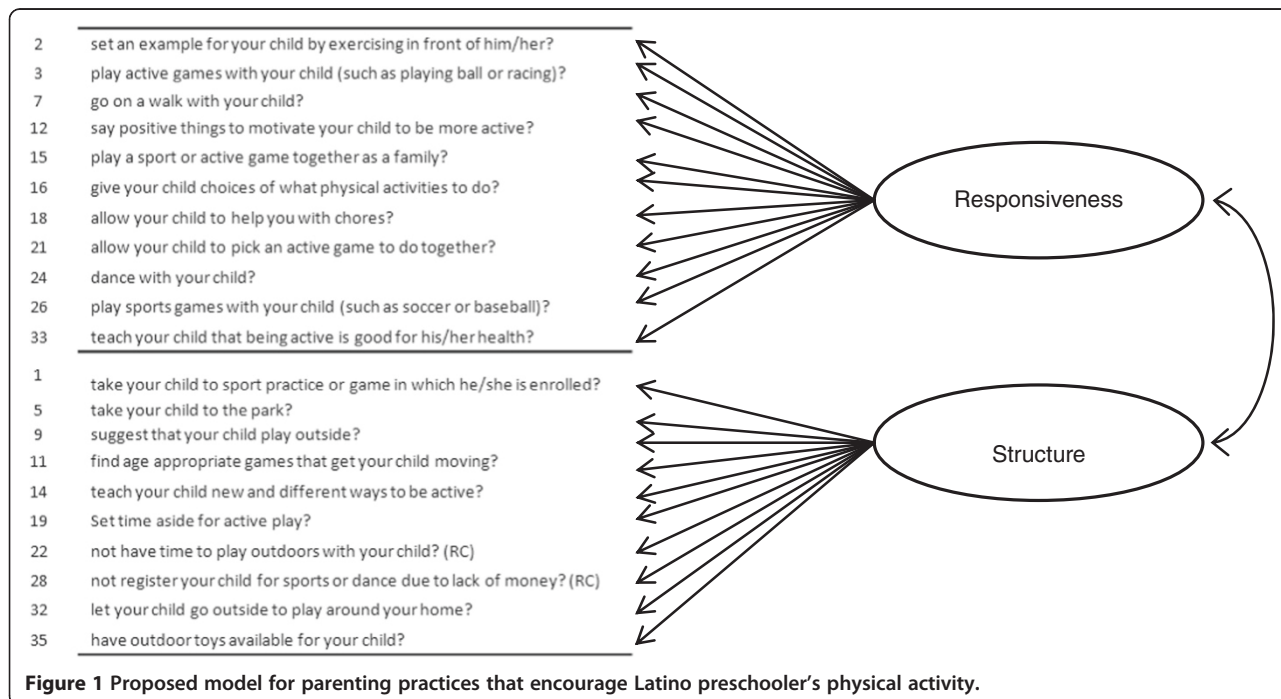 2 set an example for your child by exercising in front of him/her?
3 play active games with your child (such as playing ball or racing)?
7 go on a walk with your child?
12 say positive things to motivate your child to be more active?
15 play a sport or active game together as a family?
16 give your child choices of what physical activities to do?
18 allow your child to help you with chores?
21 allow your child to pick an active game to do together?
24 dance with your child?
26 play sports games with your child (such as soccer or baseball)?
33 teach your child that being active is good for his/her health?
Responsiveness
1 take your child to sport practice or game in which he/she is enrolled?
5 take your child to the park?
9 suggest that your child play outside?
11 find age appropriate games that get your child moving?
14 teach your child new and different ways to be active?
19 Set time aside for active play?
22 not have time to play outdoors with your child? (RC)
28 not register your child for sports or dance due to lack of money? (RC)
32 let your child go outside to play around your home?
35 have outdoor toys available for your child?
Structure
Figure 1 Proposed model for parenting practices that encourage Latino preschooler's physical activity.